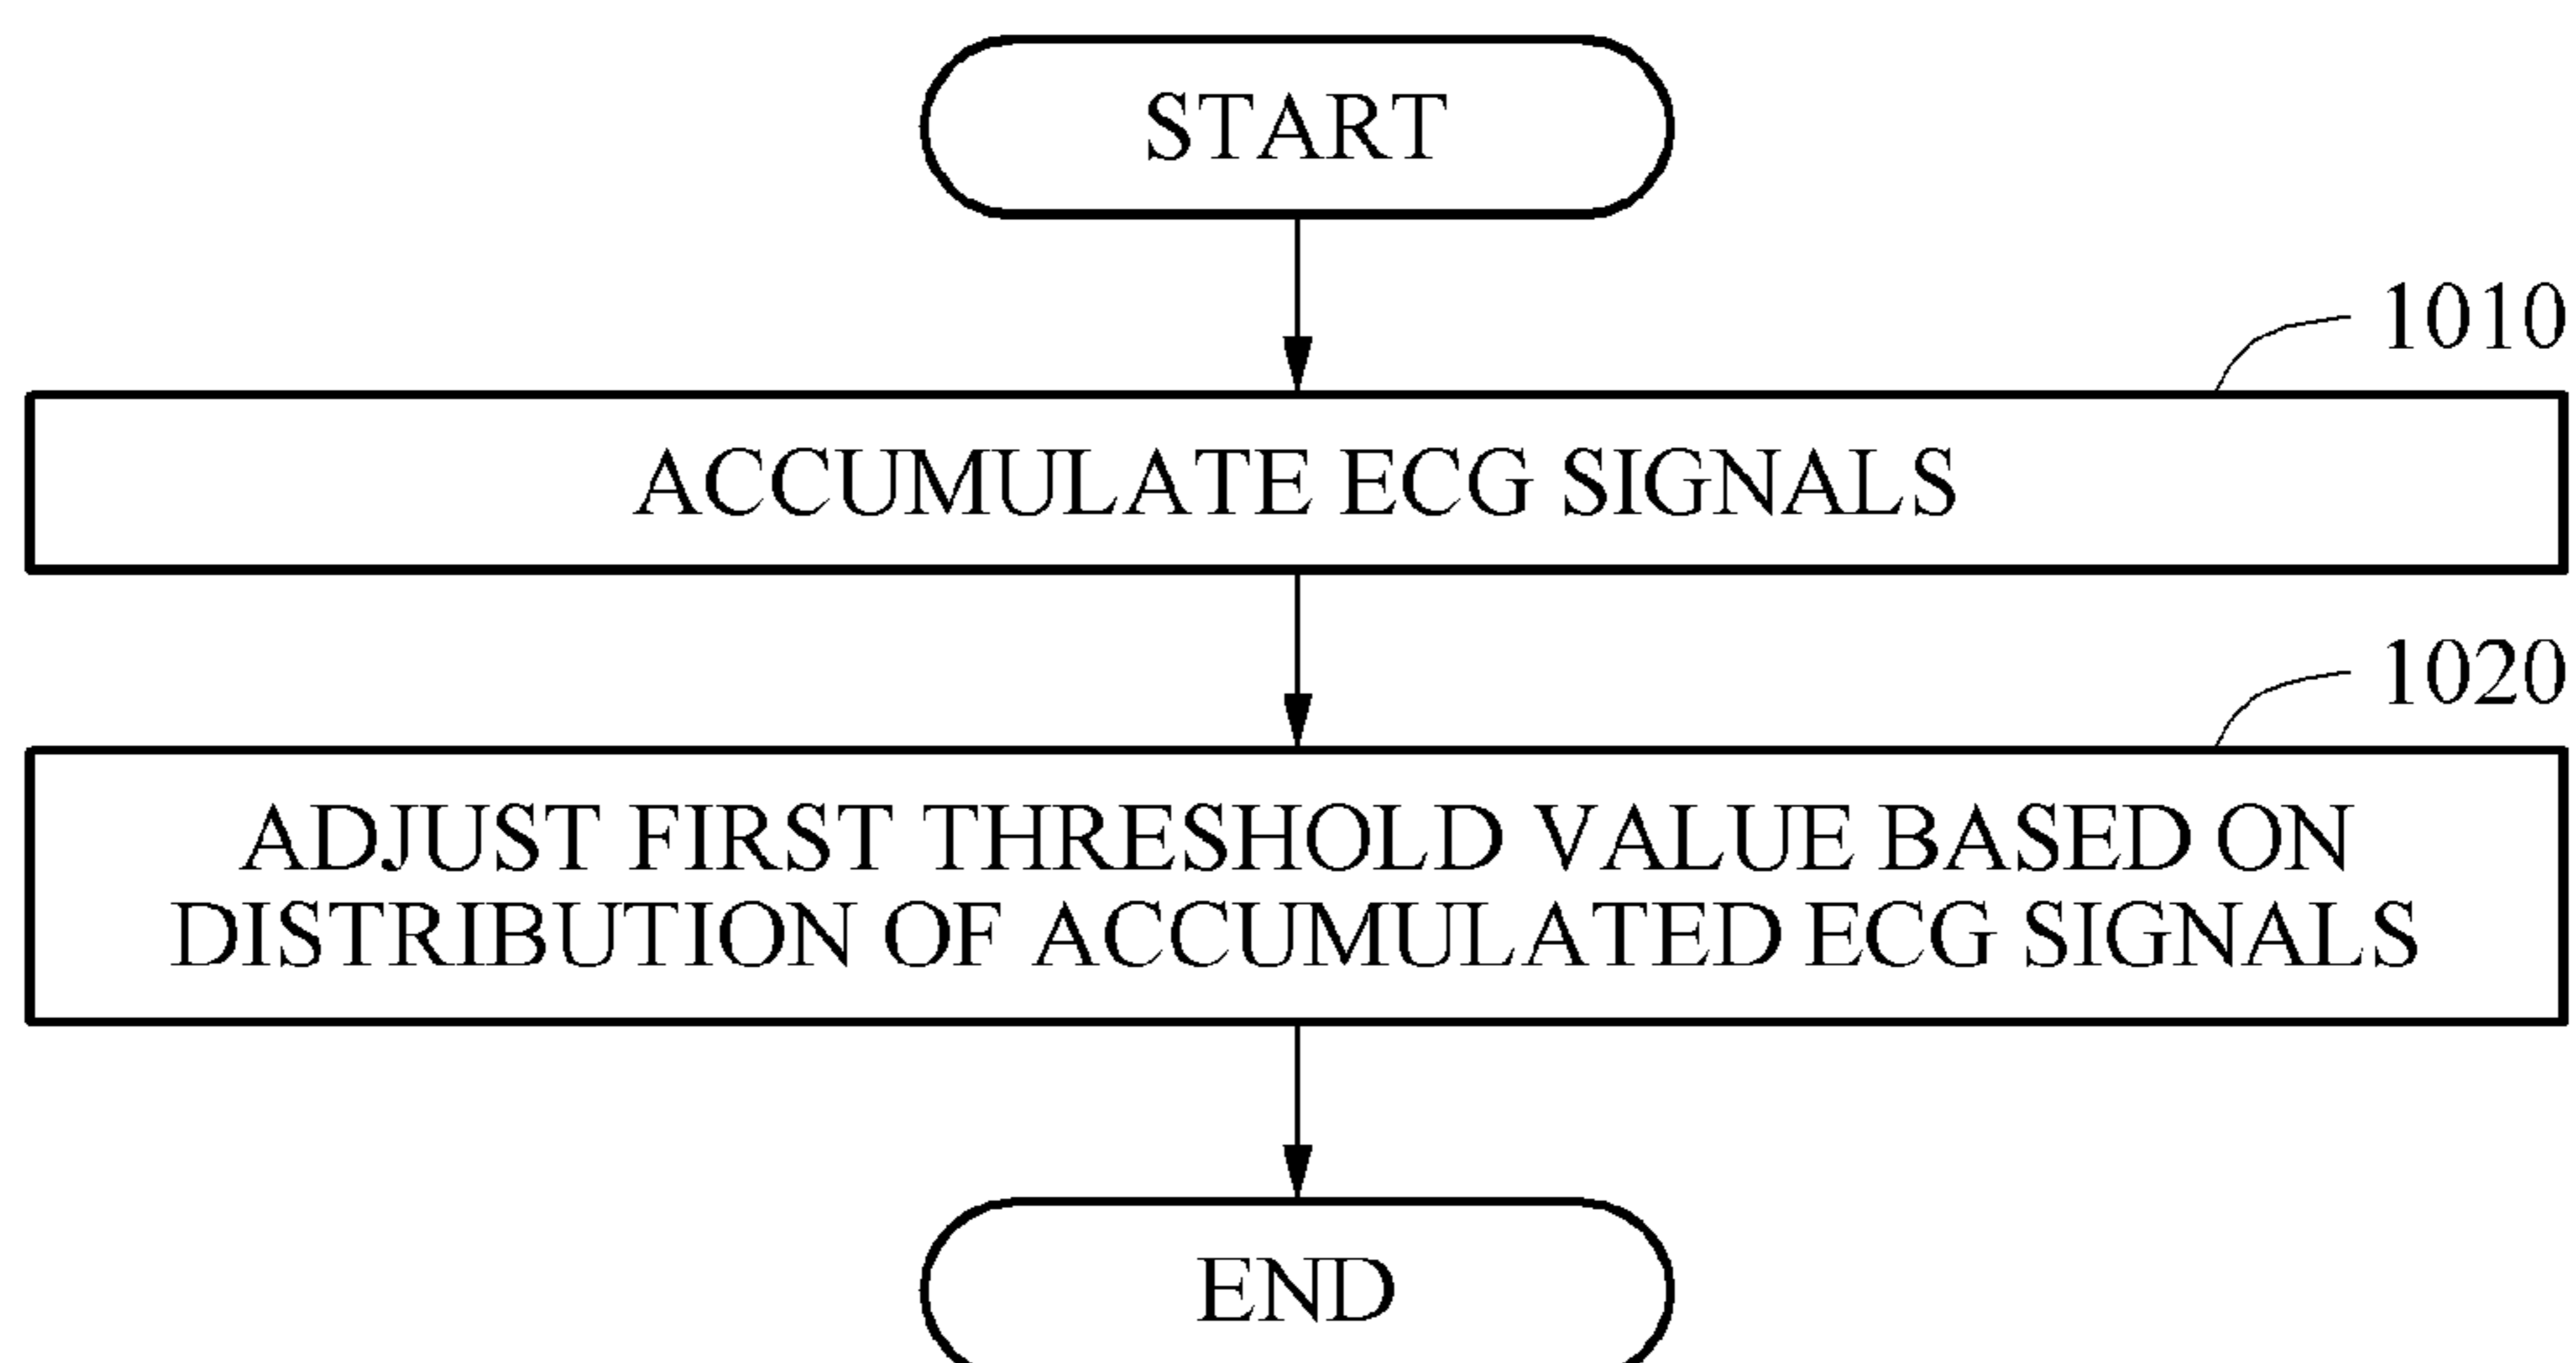 START
1010
ACCUMULATE ECG SIGNALS
1020
ADJUST FIRST THRESHOLD VALUE BASED ON
DISTRIBUTION OF ACCUMULATED ECG SIGNALS
END